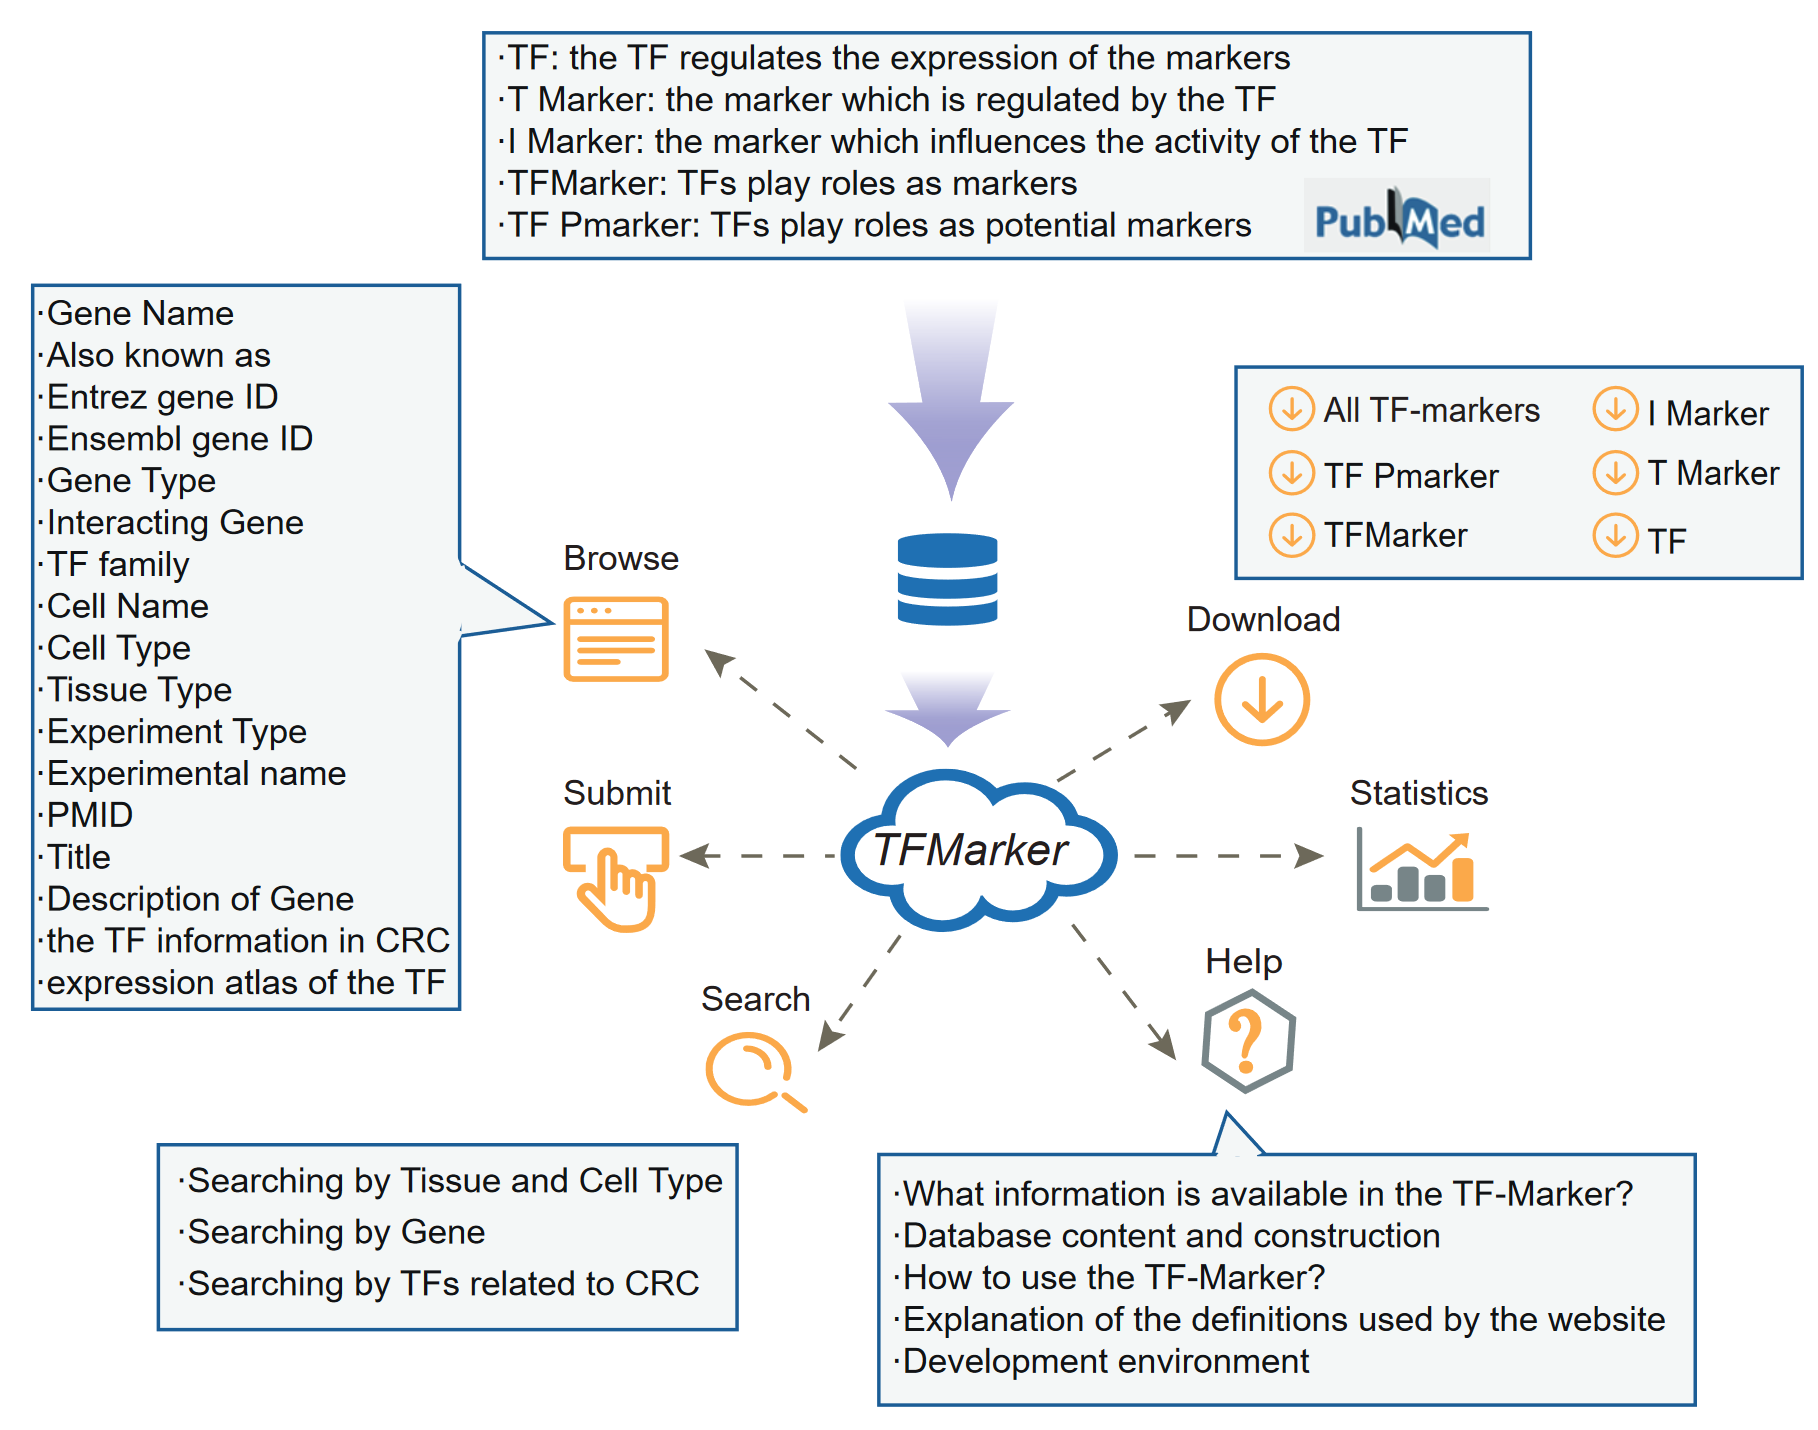 ·TF: the TF regulates the expression of the markers
·T Marker: the marker which is regulated by the TF
·I Marker: the marker which influences the activity of the TF
·TFMarker: TFs play roles as markers
·TF Pmarker: TFs play roles as potential markers
PubMed
·Gene Name
·Also known as
·Entrez gene ID
·Ensembl gene ID
·Gene Type
·Interacting Gene
·TF family
·Cell Name
·Cell Type
·Tissue Type
·Experiment Type
·Experimental name
·PMID
·Title
·Description of Gene
·the TF information in CRC
·expression atlas of the TF
All TF-markers
I Marker
TF Pmarker
T Marker
TFMarker
TF
Browse
Download
Submit
TFMarker
Statistics
Search
Help
?
·Searching by Tissue and Cell Type
·Searching by Gene
·Searching by TFs related to CRC
·What information is available in the TF-Marker?
·Database content and construction
·How to use the TF-Marker?
·Explanation of the definitions used by the website
·Development environment